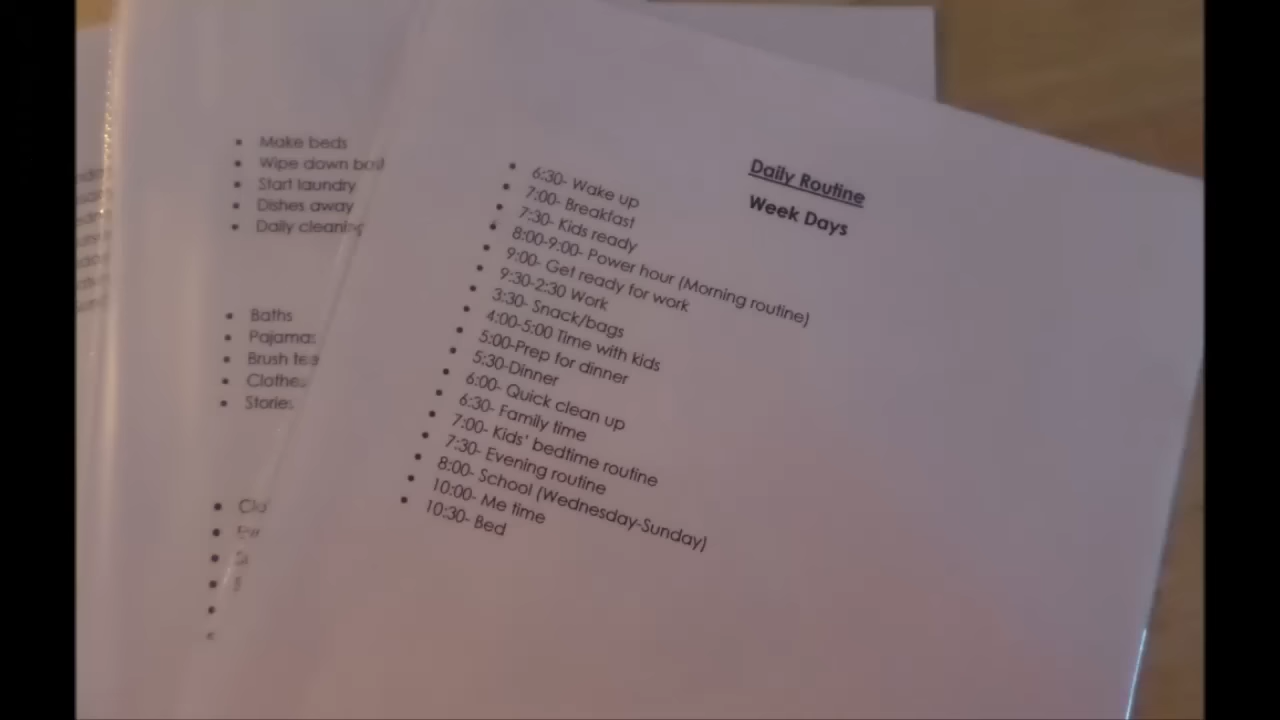 Daily Routine
Week Days
6:30- Wake up
7:00- Breakfast
7:30- Kids ready
8:00-9:00- Power hour (Morning routine)
9:00- Get ready for work
9:30-2:30 Work
3:30- Snack/bags
4:00-5:00 Time with kids
5:00-Prep for dinner
5:30-Dinner
6:00- Quick clean up
6:30- Family time
7:00- Kids' bedtime routine
7:30- Evening routine
8:00- School (Wednesday-Sunday)
10:00- Me time
10:30- Bed
Make beds
Wipe down
Start laundry
Dishes away
Daily cleaning
Baths
Pajamas
Brush
Clothes
Stories